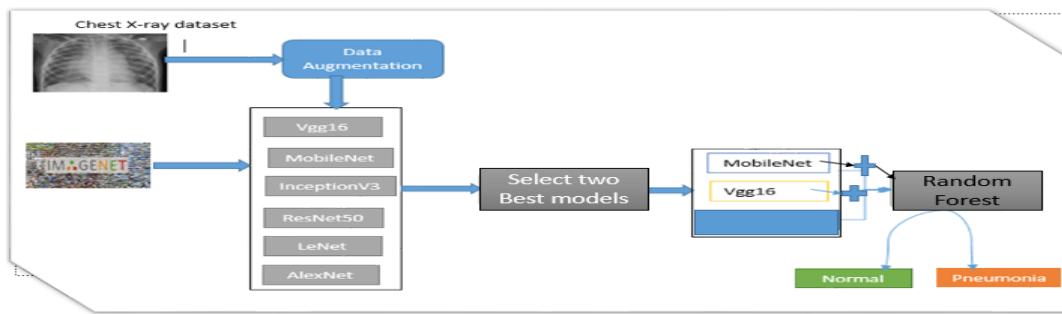 Chest X-ray dataset
Data
Augmentation
IMAGENET
Vgg16
MobileNet
InceptionV3
ResNet50
LeNet
AlexNet
Select two
Best models
MobileNet
Vgg16
Random
Forest
Normal
Pneumonia